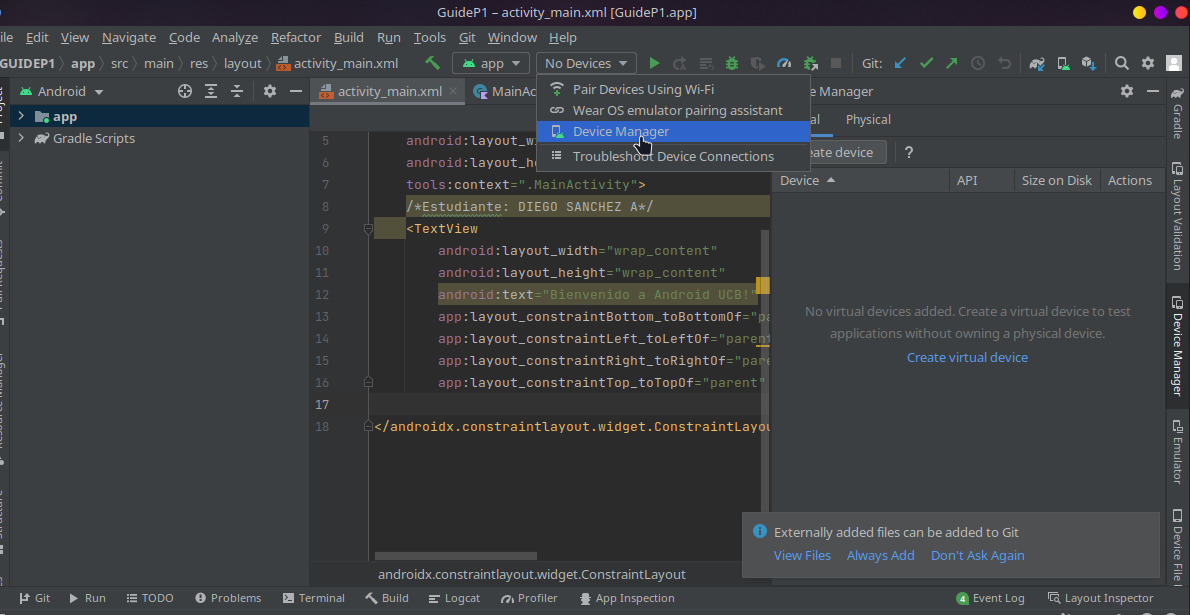 GuideP1 – activity_main.xml [GuideP1.app]
Edit View Navigate Code Analyze Refactor Build Run Tools Git Window Help
GUIDEP1 app src main res layout activity_main.xml app No Devices Git:
Android
activity_main.xml
Pair Devices Using Wi-Fi
Wear OS emulator pairing assistant
Device Manager
Troubleshoot Device Connections
Manager
Physical
device
?
Device API Size on Disk Actions
app
Gradle Scripts
5 android:layout_
6 android:layout_
7 tools:context=".MainActivity">
8 /*Estudiante: DIEGO SANCHEZ A*/
9 <TextView
10 android:layout_width="wrap_content"
11 android:layout_height="wrap_content"
12 android:text="Bienvenido a Android UCB!"
13 app:layout_constraintBottom_toBottomOf="pa
14 app:layout_constraintLeft_toLeftOf="parent
15 app:layout_constraintRight_toRightOf="pare
16 app:layout_constraintTop_toTopOf="parent"
17
18 </androidx.constraintlayout.widget.ConstraintLayou
No virtual devices added. Create a virtual device to test
applications without owning a physical device.
Create virtual device
Externally added files can be added to Git
View Files Always Add Don't Ask Again
androidx.constraintlayout.widget.ConstraintLayout
Git Run TODO Problems Terminal Build Logcat Profiler App Inspection 4 Event Log Layout Inspector
Gradle
Layout Validation
Device Manager
Emulator
Device File